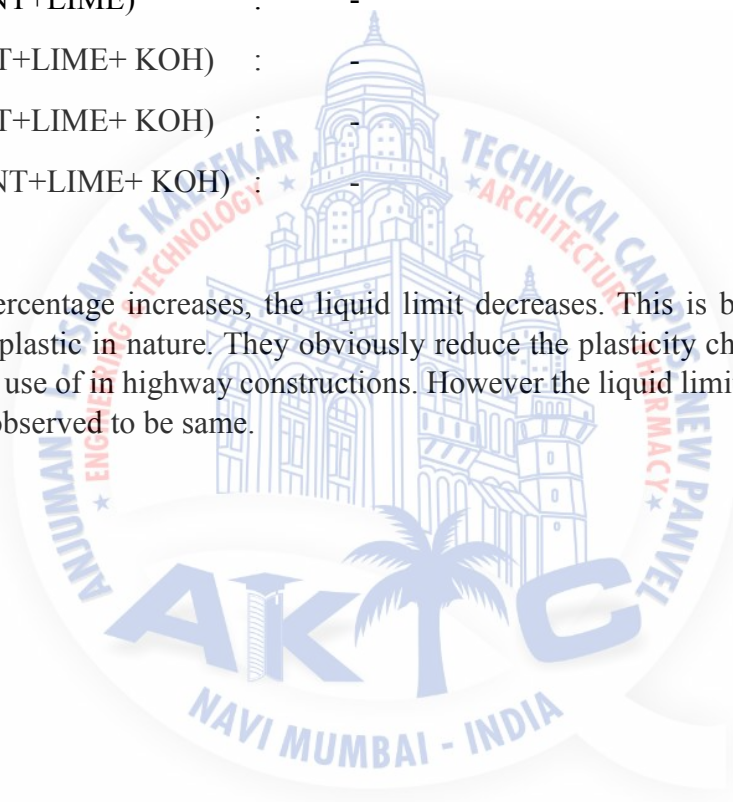 NT+LIME) : -
T+LIME+ KOH) : -
T+LIME+ KOH) : -
NT+LIME+ KOH) : -
ercentage increases, the liquid limit decreases. This is b
plastic in nature. They obviously reduce the plasticity ch
use of in highway constructions. However the liquid limit
observed to be same.
ANJUMAN - I - ISLAM'S KALSEKAR TECHNICAL CAMPUS NEW PANVEL
★ ENGINEERING & TECHNOLOGY ★ ★ ARCHITECTURE ★ PHARMACY ★
AKTC
NAVI MUMBAI - INDIA